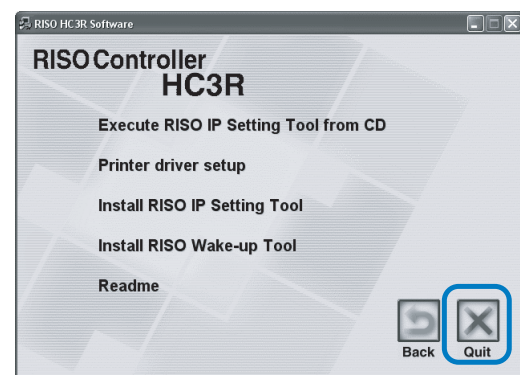 RISO HC3R Software
RISO Controller
HC3R
Execute RISO IP Setting Tool from CD
Printer driver setup
Install RISO IP Setting Tool
Install RISO Wake-up Tool
Readme
Back Quit